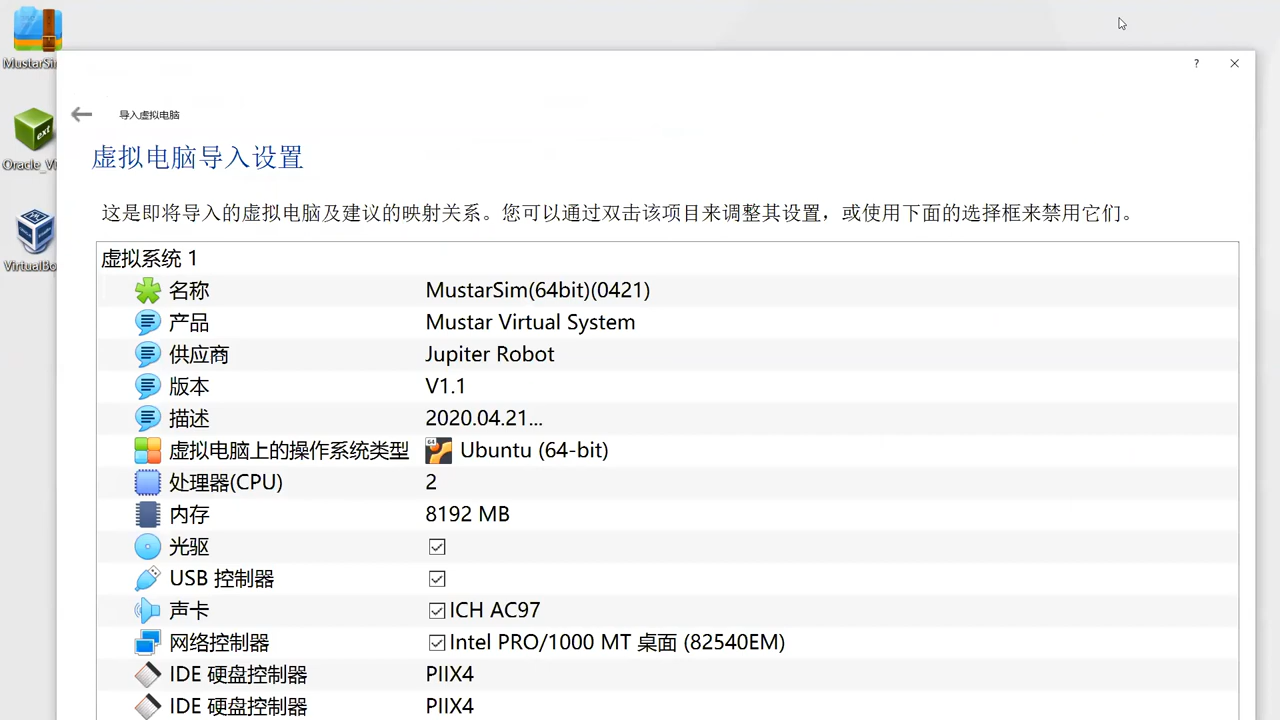 MustarSi
Oracle_Vi
VirtualBo
?
导入虚拟电脑
虚拟电脑导入设置
这是即将导入的虚拟电脑及建议的映射关系。您可以通过双击该项目来调整其设置，或使用下面的选择框来禁用它们。
虚拟系统 1
名称 MustarSim(64bit)(0421)
产品 Mustar Virtual System
供应商 Jupiter Robot
版本 V1.1
描述 2020.04.21...
虚拟电脑上的操作系统类型 64 Ubuntu (64-bit)
处理器(CPU) 2
内存 8192 MB
光驱
USB 控制器
声卡 ICH AC97
网络控制器 Intel PRO/1000 MT 桌面 (82540EM)
IDE 硬盘控制器 PIIX4
IDE 硬盘控制器 PIIX4